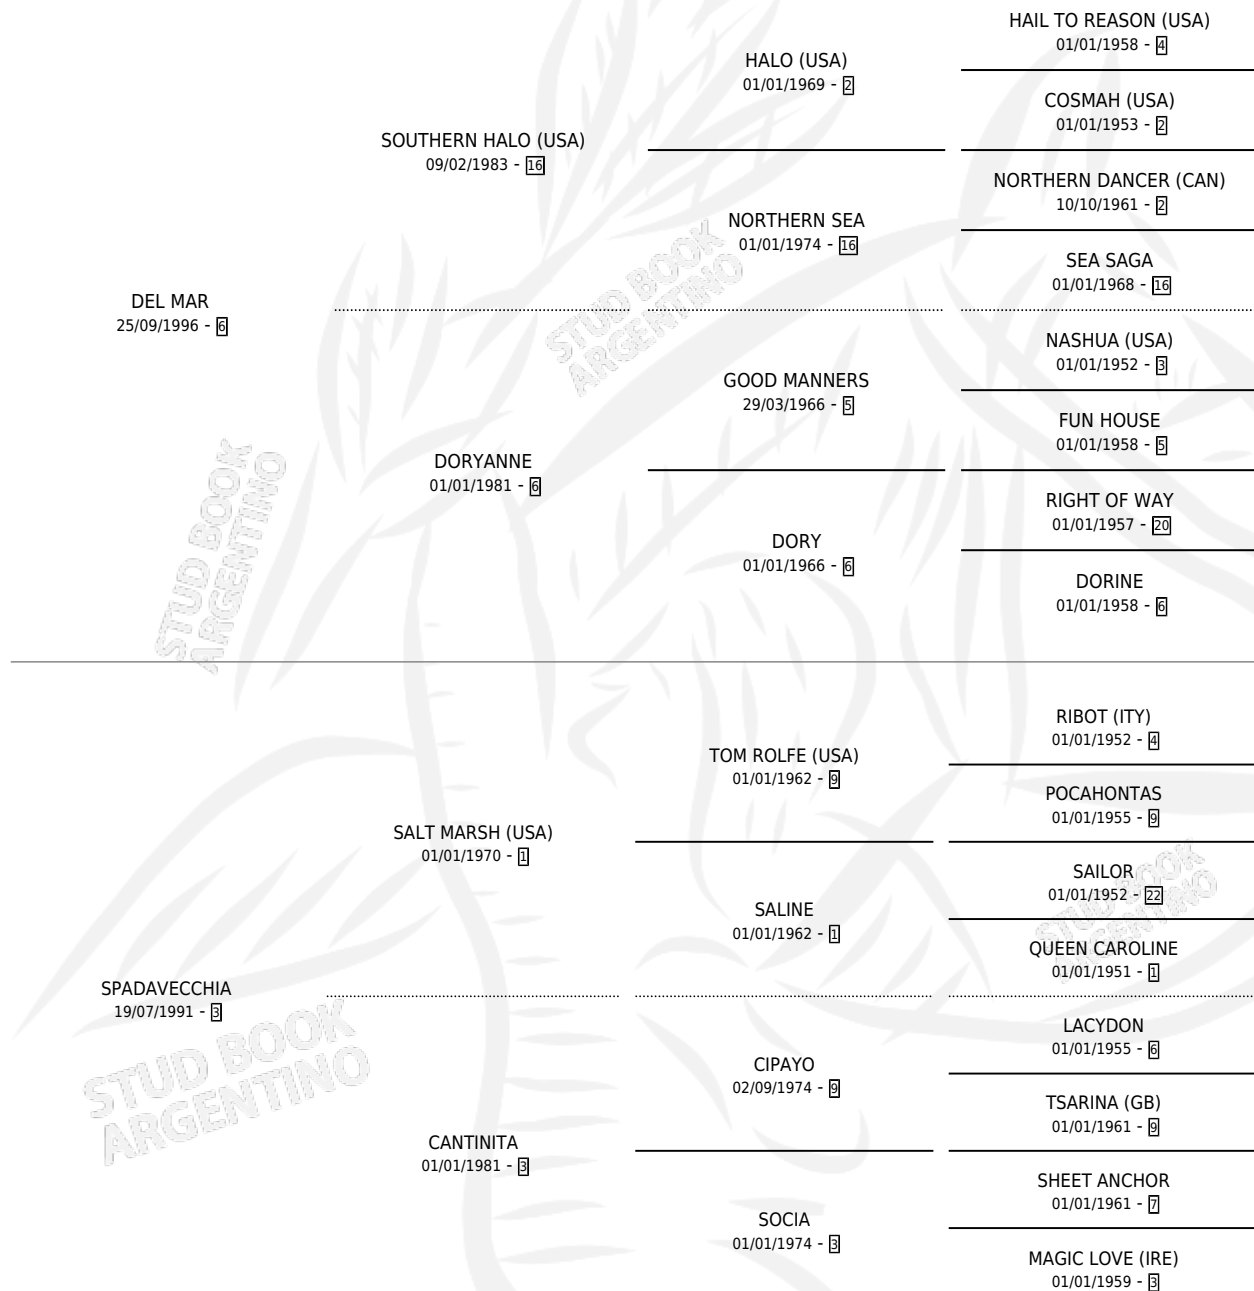 HAIL TO REASON (USA)
01/01/1958 - 4
HALO (USA)
01/01/1969 - 2
COSMAH (USA)
01/01/1953 - 2
SOUTHERN HALO (USA)
09/02/1983 - 16
NORTHERN DANCER (CAN)
10/10/1961 - 2
NORTHERN SEA
01/01/1974 - 16
SEA SAGA
01/01/1968 - 16
STUD BOOK
ARGENTINO
DEL MAR
25/09/1996 - 6
NASHUA (USA)
01/01/1952 - 3
GOOD MANNERS
29/03/1966 - 5
FUN HOUSE
01/01/1958 - 5
DORYANNE
01/01/1981 - 6
RIGHT OF WAY
01/01/1957 - 20
DORY
01/01/1966 - 6
DORINE
01/01/1958 - 6
STUD BOOK
ARGENTINO
RIBOT (ITY)
01/01/1952 - 4
TOM ROLFE (USA)
01/01/1962 - 9
POCAHONTAS
01/01/1955 - 9
SALT MARSH (USA)
01/01/1970 - 1
SAILOR
01/01/1952 - 22
SALINE
01/01/1962 - 1
QUEEN CAROLINE
01/01/1951 - 1
STUD BOOK
ARGENTINO
SPADAVECCHIA
19/07/1991 - 3
LACYDON
01/01/1955 - 6
CIPAYO
02/09/1974 - 9
TSARINA (GB)
01/01/1961 - 9
STUD BOOK
ARGENTINO
CANTINITA
01/01/1981 - 3
SHEET ANCHOR
01/01/1961 - 7
SOCIA
01/01/1974 - 3
MAGIC LOVE (IRE)
01/01/1959 - 3